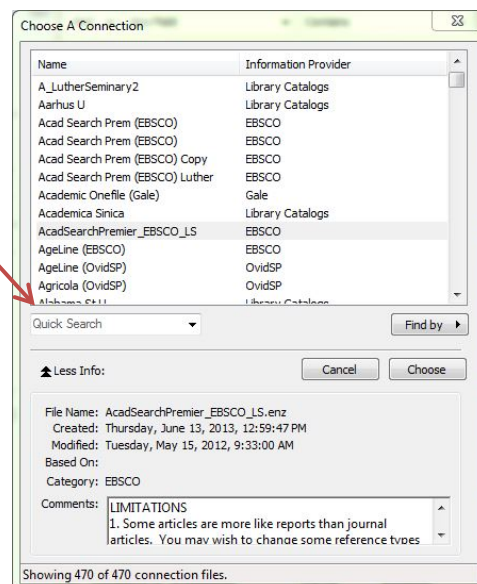 Choose A Connection
Name Information Provider
A_LutherSeminary2 Library Catalogs
Aarhus U Library Catalogs
Acad Search Prem (EBSCO) EBSCO
Acad Search Prem (EBSCO) EBSCO
Acad Search Prem (EBSCO) Copy EBSCO
Acad Search Prem (EBSCO) Luther EBSCO
Academic Onefile (Gale) Gale
Academica Sinica Library Catalogs
AcadSearchPremier_EBSCO_LS EBSCO
AgeLine (EBSCO) EBSCO
AgeLine (OvidSP) OvidSP
Agricola (OvidSP) OvidSP
Alabama St U Library Catalogs
Quick Search Find by
Less Info: Cancel Choose
File Name: AcadSearchPremier_EBSCO_LS.enz
Created: Thursday, June 13, 2013, 12:59:47 PM
Modified: Tuesday, May 15, 2012, 9:33:00 AM
Based On:
Category: EBSCO
Comments: LIMITATIONS
1. Some articles are more like reports than journal
articles. You may wish to change some reference types
Showing 470 of 470 connection files.